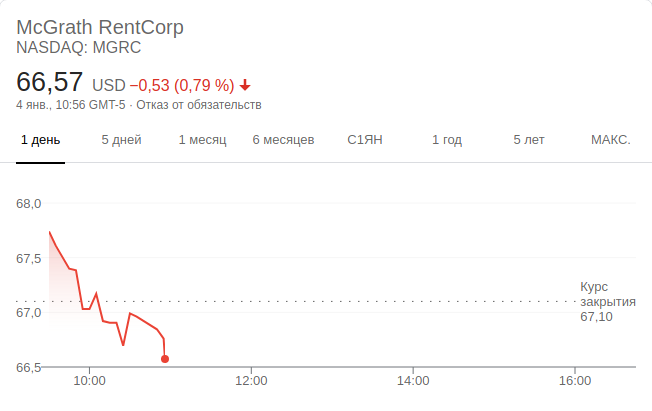 McGrath RentCorp
NASDAQ: MGRC
66,57 USD −0,53 (0,79 %)
4 янв., 10:56 GMT-5 · Отказ от обязательств
1 день 5 дней 1 месяц 6 месяцев С1ЯН 1 год 5 лет МАКС.
68,0
67,5
67,0
66,5
Курс
закрытия
67,10
10:00 12:00 14:00 16:00